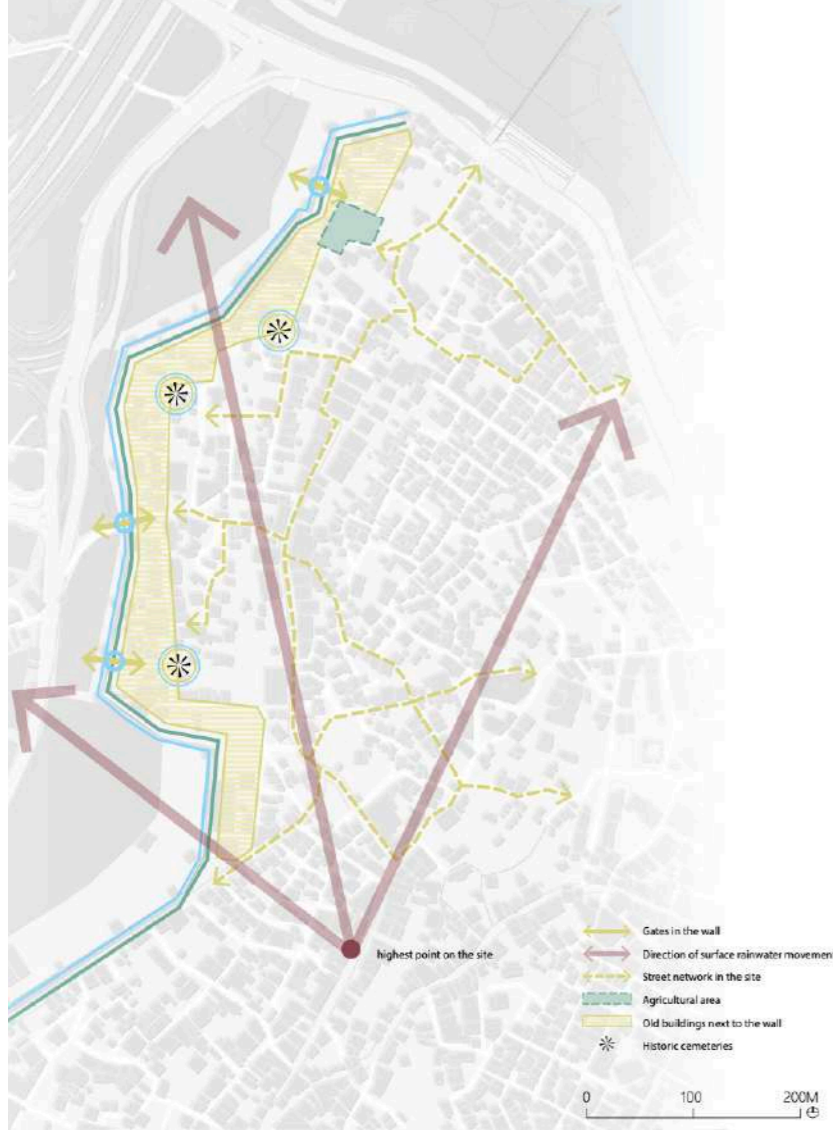 highest point on the site
Gates in the wall
Direction of surface rainwater movement
Street network in the site
Agricultural area
Old buildings next to the wall
Historic cemeteries
0 100 200M